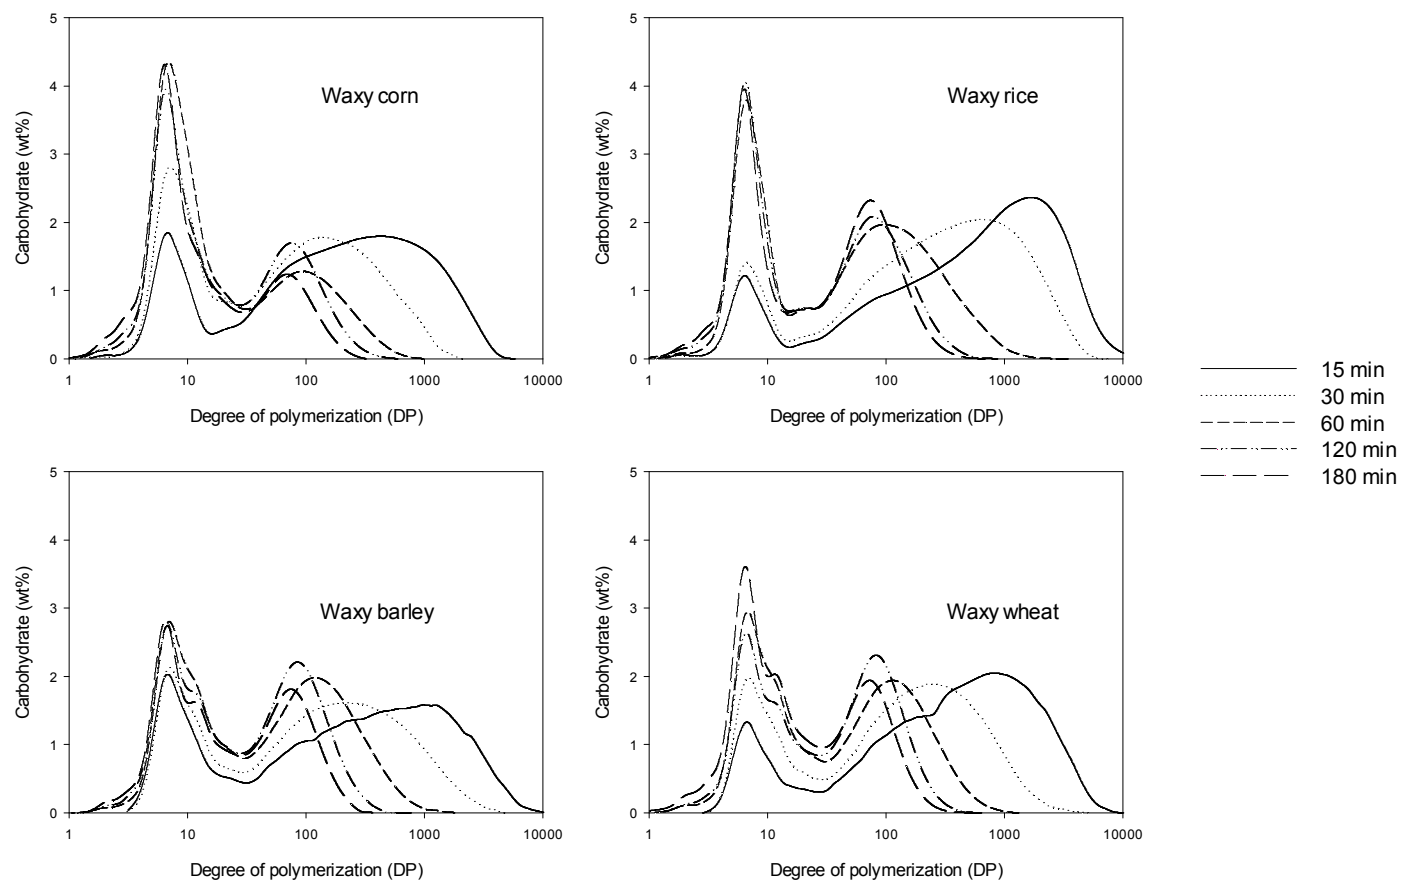 5
4
3
2
1
0
Carbohydrate (wt%)
Waxy corn
1 10 100 1000 10000
Degree of polymerization (DP)
5
4
3
2
1
0
Carbohydrate (wt%)
Waxy rice
1 10 100 1000 10000
Degree of polymerization (DP)
15 min
30 min
60 min
120 min
180 min
5
4
3
2
1
0
Carbohydrate (wt%)
Waxy barley
1 10 100 1000 10000
Degree of polymerization (DP)
5
4
3
2
1
0
Carbohydrate (wt%)
Waxy wheat
1 10 100 1000 10000
Degree of polymerization (DP)